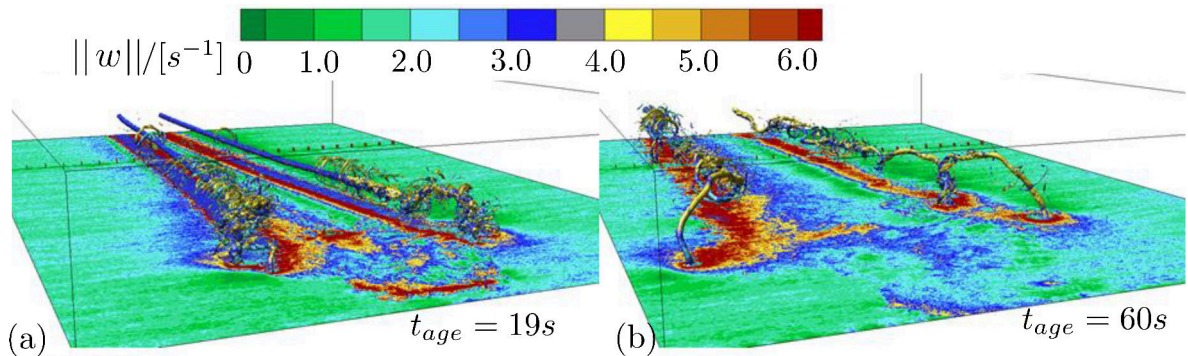 || w||/[s⁻¹] 0 1.0 2.0 3.0 4.0 5.0 6.0
(a) t_age = 19s
(b) t_age = 60s